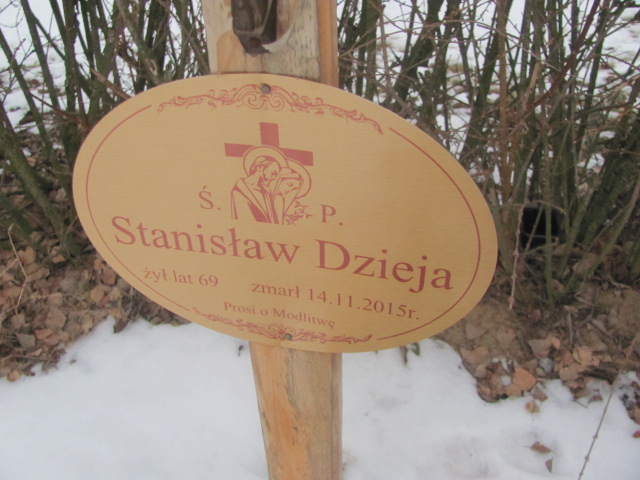 Ś. P.
Stanisław Dzieja
żył lat 69 zmarł 14.11.2015r.
Prosi o Modlitwę